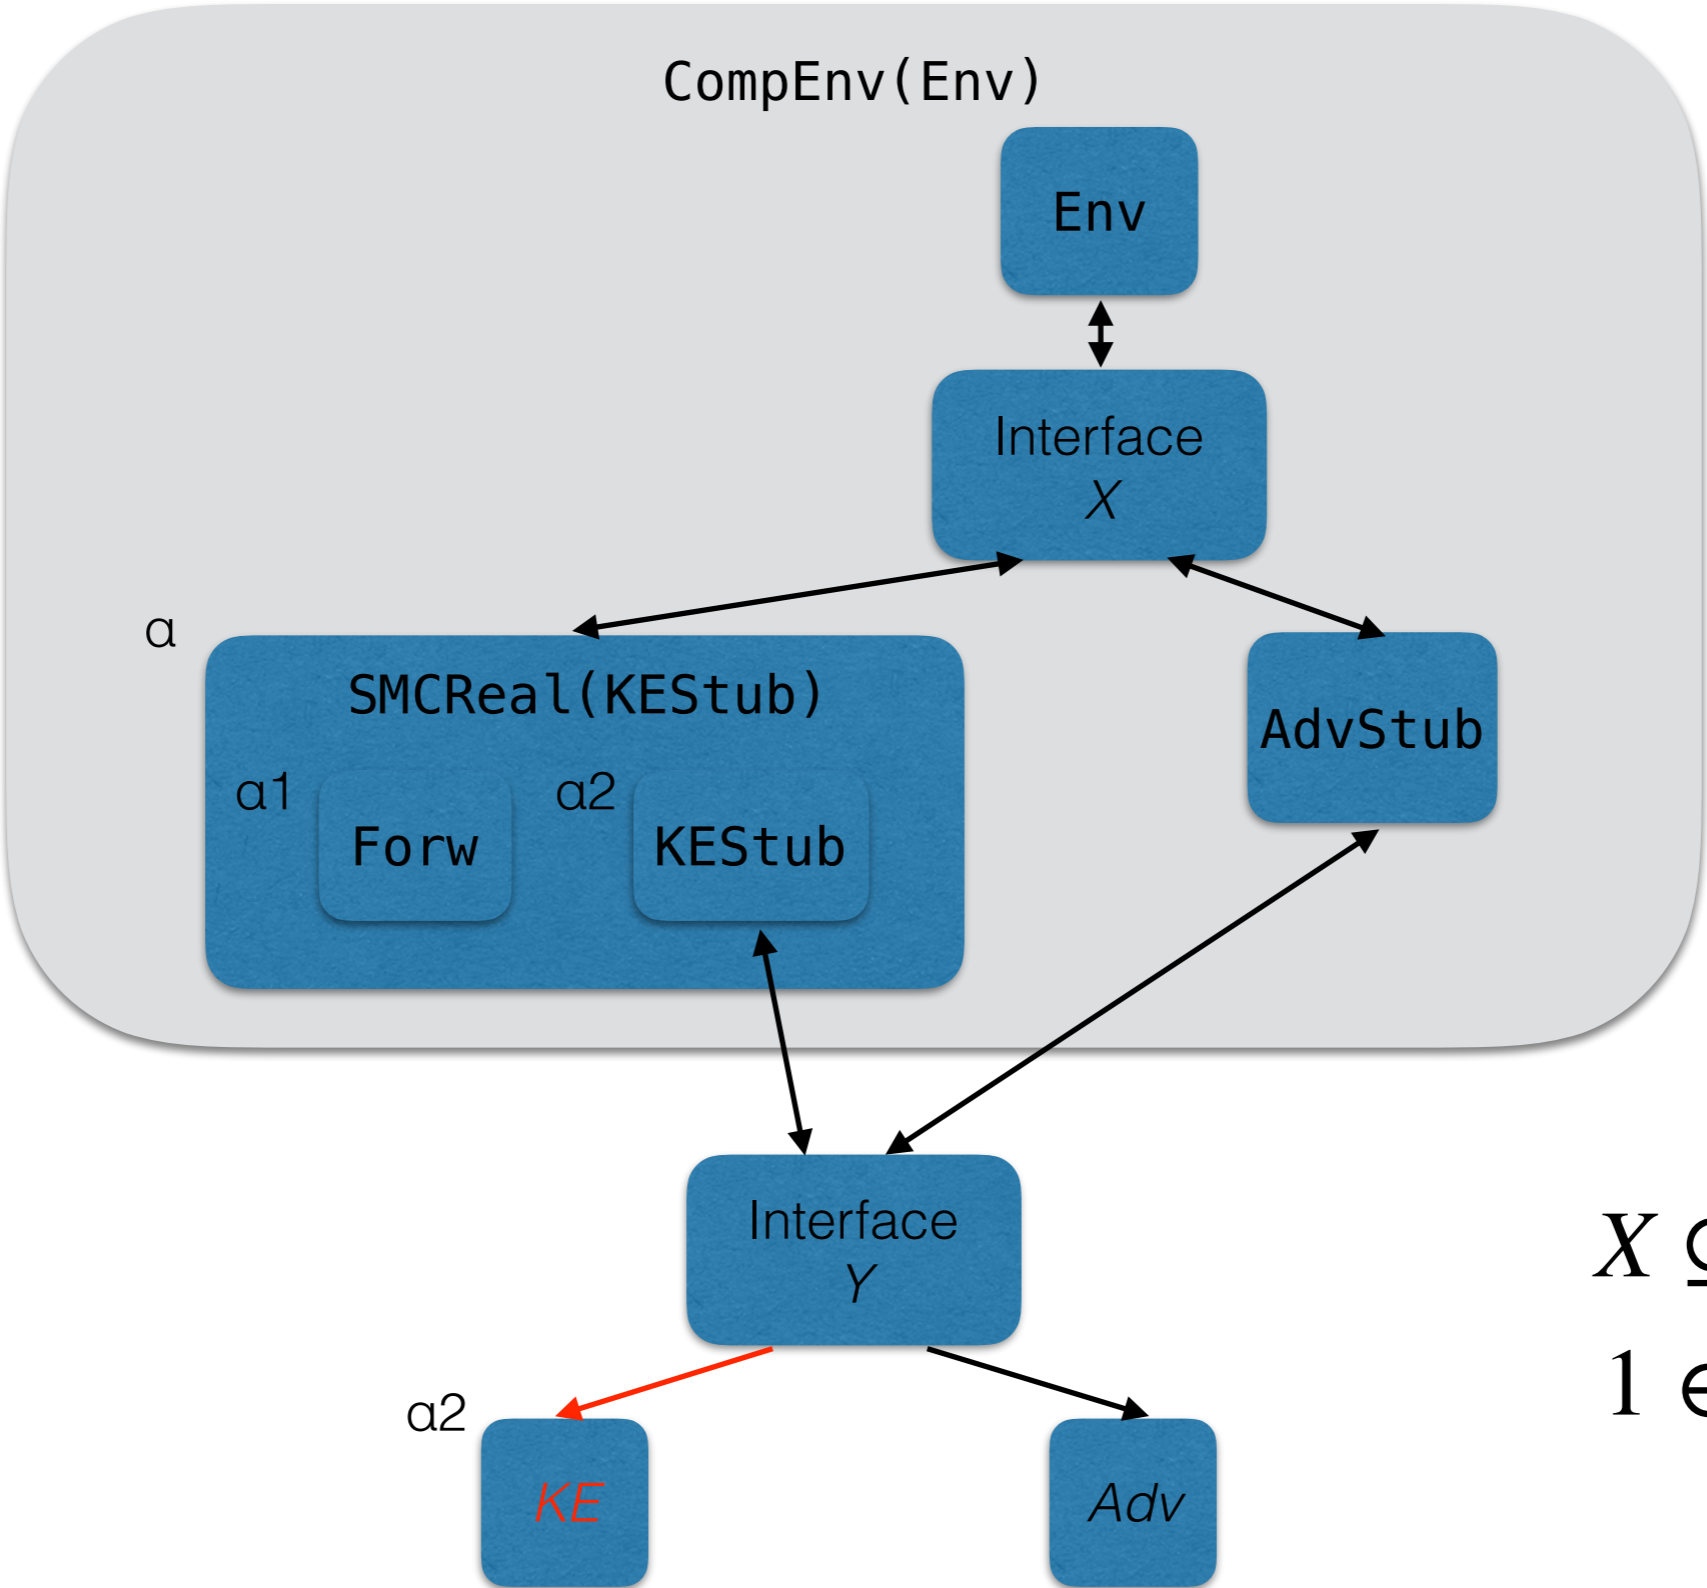 CompEnv(Env)
Env
Interface
X
α
SMCReal(KEStub)
α1
Forw
α2
KEStub
AdvStub
Interface
Y
X
1
α2
KE
Adv